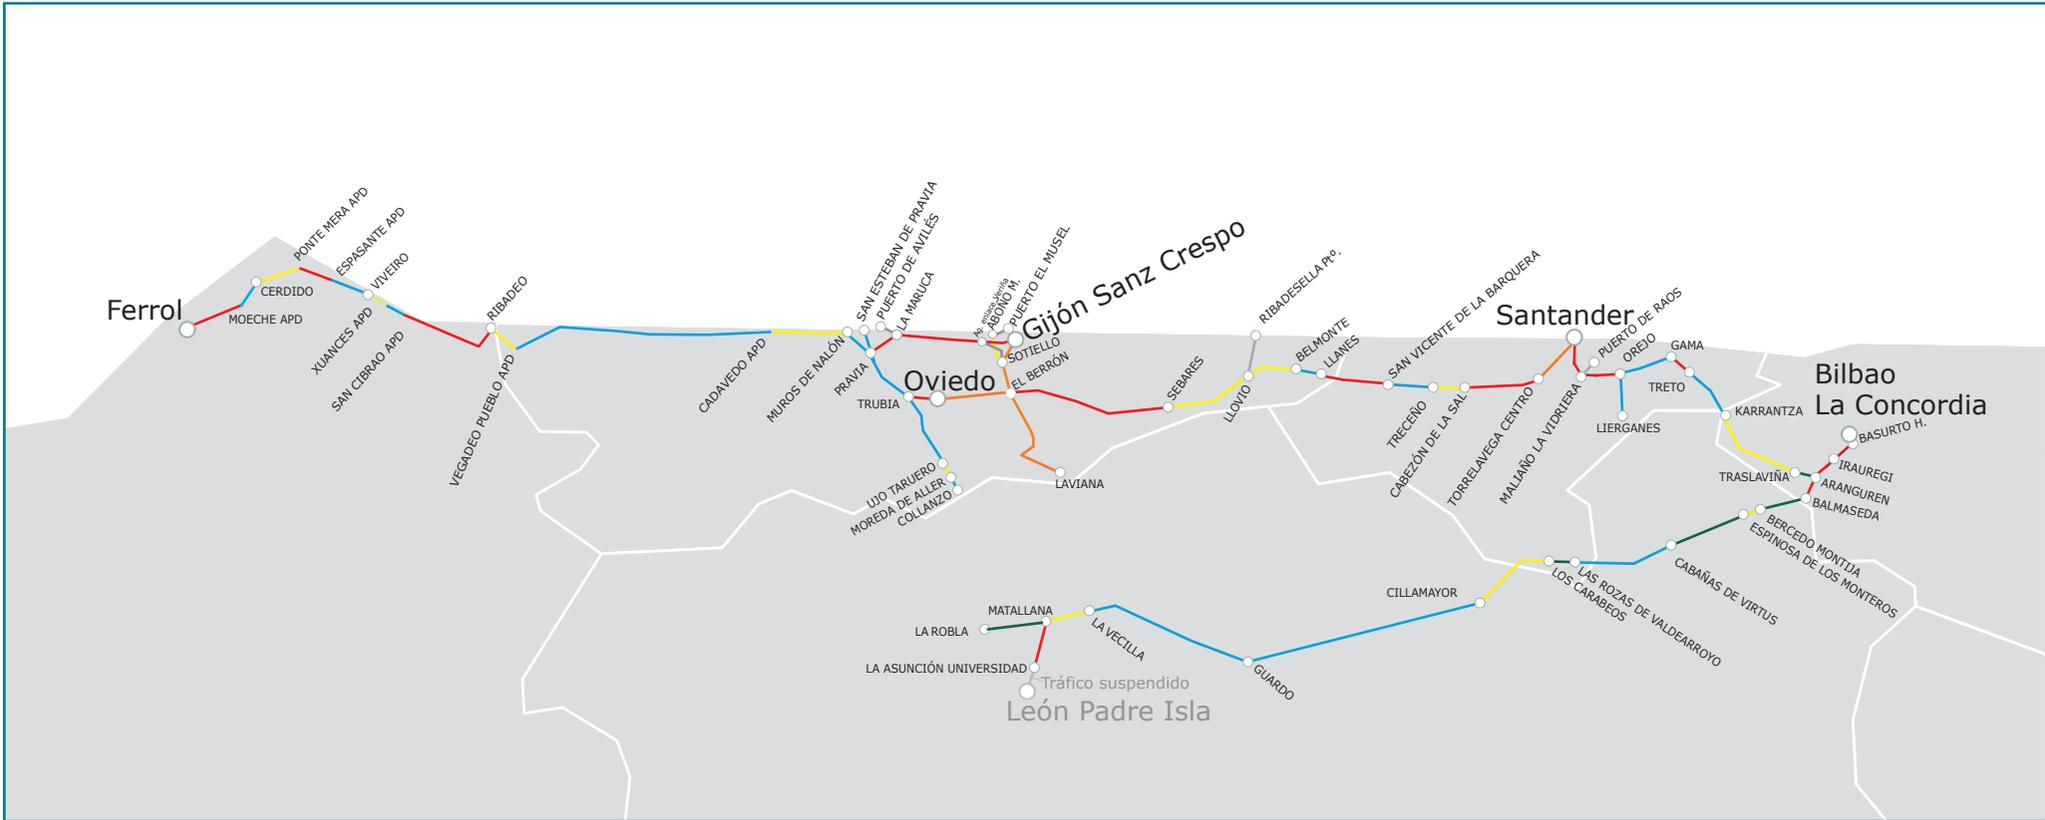 Ferrol
MOECHE APD
CERDIDO
PONTE MERA APD
ESPASANTE APD
VIVEIRO
XUANCES APD
SAN CIBRAO APD
RIBADEO
VEGADEO PUEBLO APD
CADAVEDO APD
MUROS DE NALÓN
SAN ESTEBAN DE PRAVIA
PUERTO DE AVILÉS
LA MARUCA
PRAVIA
TRUBIA
Oviedo
UJO TARUERO
MOREDA DE ALLER
COLLANZO
Ag. enlace Veriña
ABOÑO M.
PUERTO EL MUSEL
Gijón Sanz Crespo
SOTIELLO
EL BERRÓN
LAVIANA
SEBARES
LLOVIO
RIBADESELLA Ptº.
BELMONTE
LLANES
SAN VICENTE DE LA BARQUERA
TRECEÑO
CABEZÓN DE LA SAL
TORRELAVEGA CENTRO
Santander
MALIAÑO LA VIDRIERA
PUERTO DE RAOS
OREJO
LIERGANES
GAMA
TRETO
KARRANTZA
Bilbao
La Concordia
BASURTO H.
IRAUREGI
TRASLAVIÑA
ARANGUREN
BALMASEDA
BERCEDO MONTIJA
ESPINOSA DE LOS MONTEROS
CABAÑAS DE VIRTUS
LAS ROZAS DE VALDEARROYO
LOS CARABEOS
CILLAMAYOR
GUARDO
LA VECILLA
MATALLANA
LA ROBLA
LA ASUNCIÓN UNIVERSIDAD
Tráfico suspendido
León Padre Isla